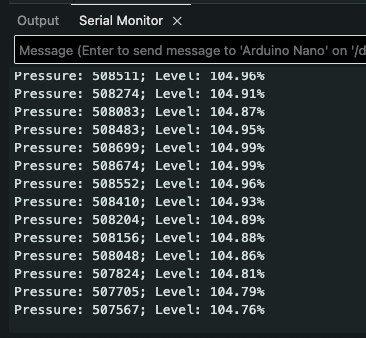 Output Serial Monitor ×
Message (Enter to send message to 'Arduino Nano' on '/d
Pressure: 508511; Level: 104.96%
Pressure: 508274; Level: 104.91%
Pressure: 508083; Level: 104.87%
Pressure: 508483; Level: 104.95%
Pressure: 508699; Level: 104.99%
Pressure: 508674; Level: 104.99%
Pressure: 508552; Level: 104.96%
Pressure: 508410; Level: 104.93%
Pressure: 508204; Level: 104.89%
Pressure: 508156; Level: 104.88%
Pressure: 508048; Level: 104.86%
Pressure: 507824; Level: 104.81%
Pressure: 507705; Level: 104.79%
Pressure: 507567; Level: 104.76%